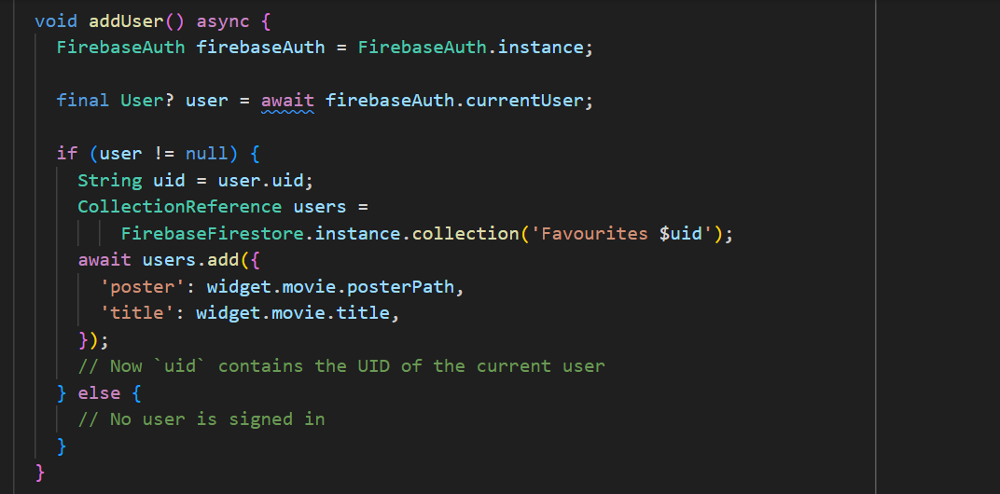 void addUser() async {
FirebaseAuth firebaseAuth = FirebaseAuth.instance;
final User? user = await firebaseAuth.currentUser;
if (user != null) {
String uid = user.uid;
CollectionReference users =
FirebaseFirestore.instance.collection('Favourites $uid');
await users.add({
'poster': widget.movie.posterPath,
'title': widget.movie.title,
});
// Now `uid` contains the UID of the current user
} else {
// No user is signed in
}
}